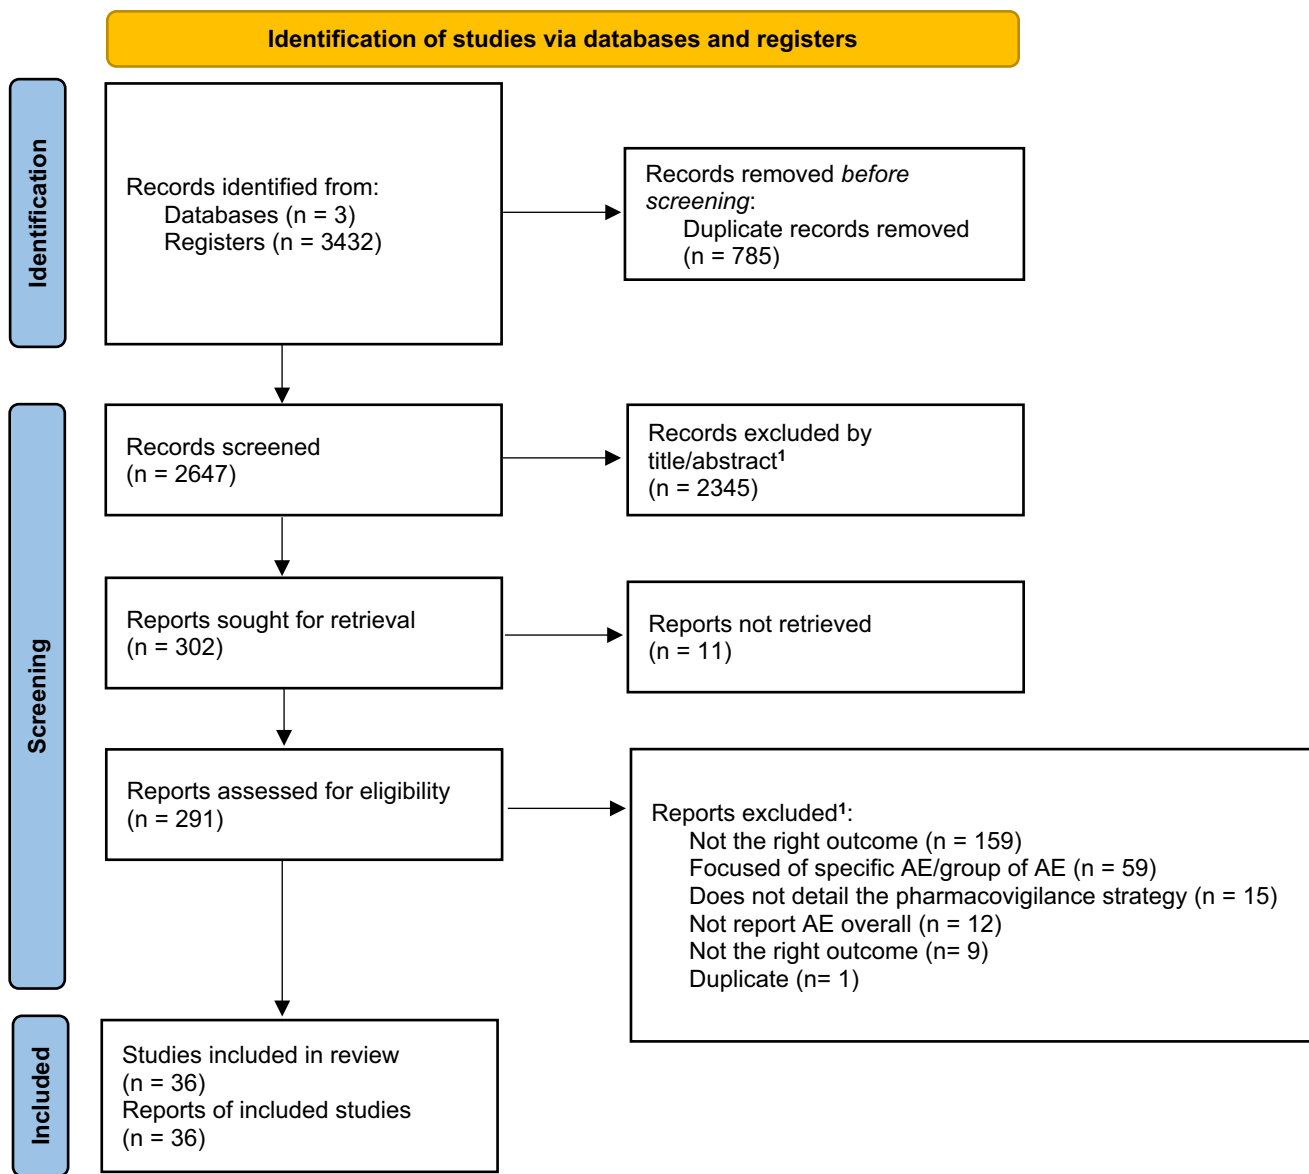 Identification of studies via databases and registers
Identification
Records identified from:
Databases (n = 3)
Registers (n = 3432)
Records removed before
screening:
Duplicate records removed
(n = 785)
Screening
Records screened
(n = 2647)
Records excluded by
title/abstract¹
(n = 2345)
Reports sought for retrieval
(n = 302)
Reports not retrieved
(n = 11)
Reports assessed for eligibility
(n = 291)
Reports excluded¹:
Not the right outcome (n = 159)
Focused of specific AE/group of AE (n = 59)
Does not detail the pharmacovigilance strategy (n = 15)
Not report AE overall (n = 12)
Not the right outcome (n= 9)
Duplicate (n= 1)
Included
Studies included in review
(n = 36)
Reports of included studies
(n = 36)